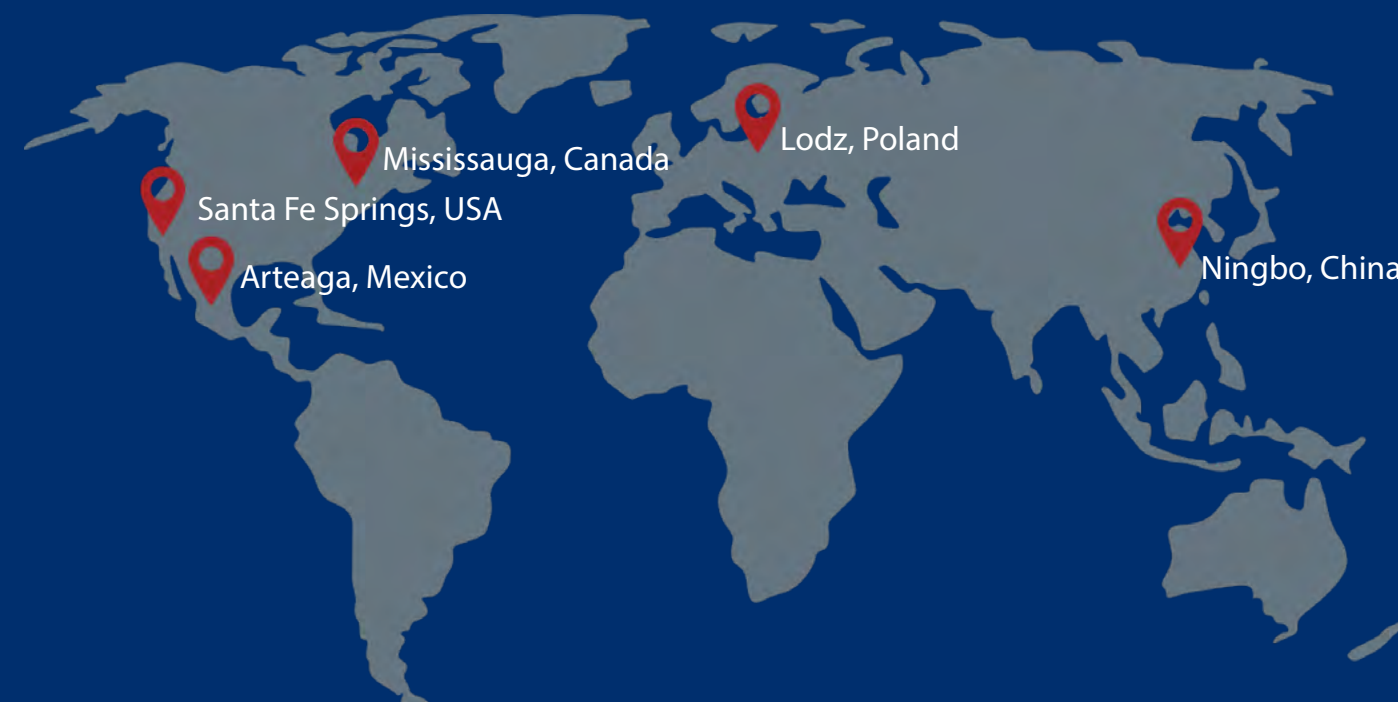 Lodz, Poland
Mississauga, Canada
Santa Fe Springs, USA
Ningbo, China
Arteaga, Mexico